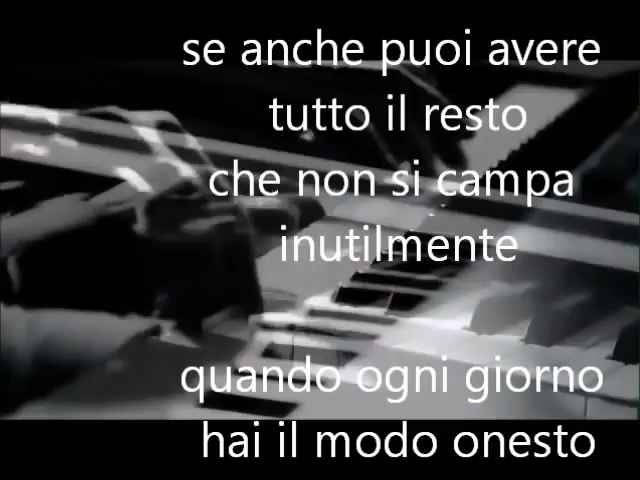 se anche puoi avere
tutto il resto
che non si campa
inutilmente
quando ogni giorno
hai il modo onesto